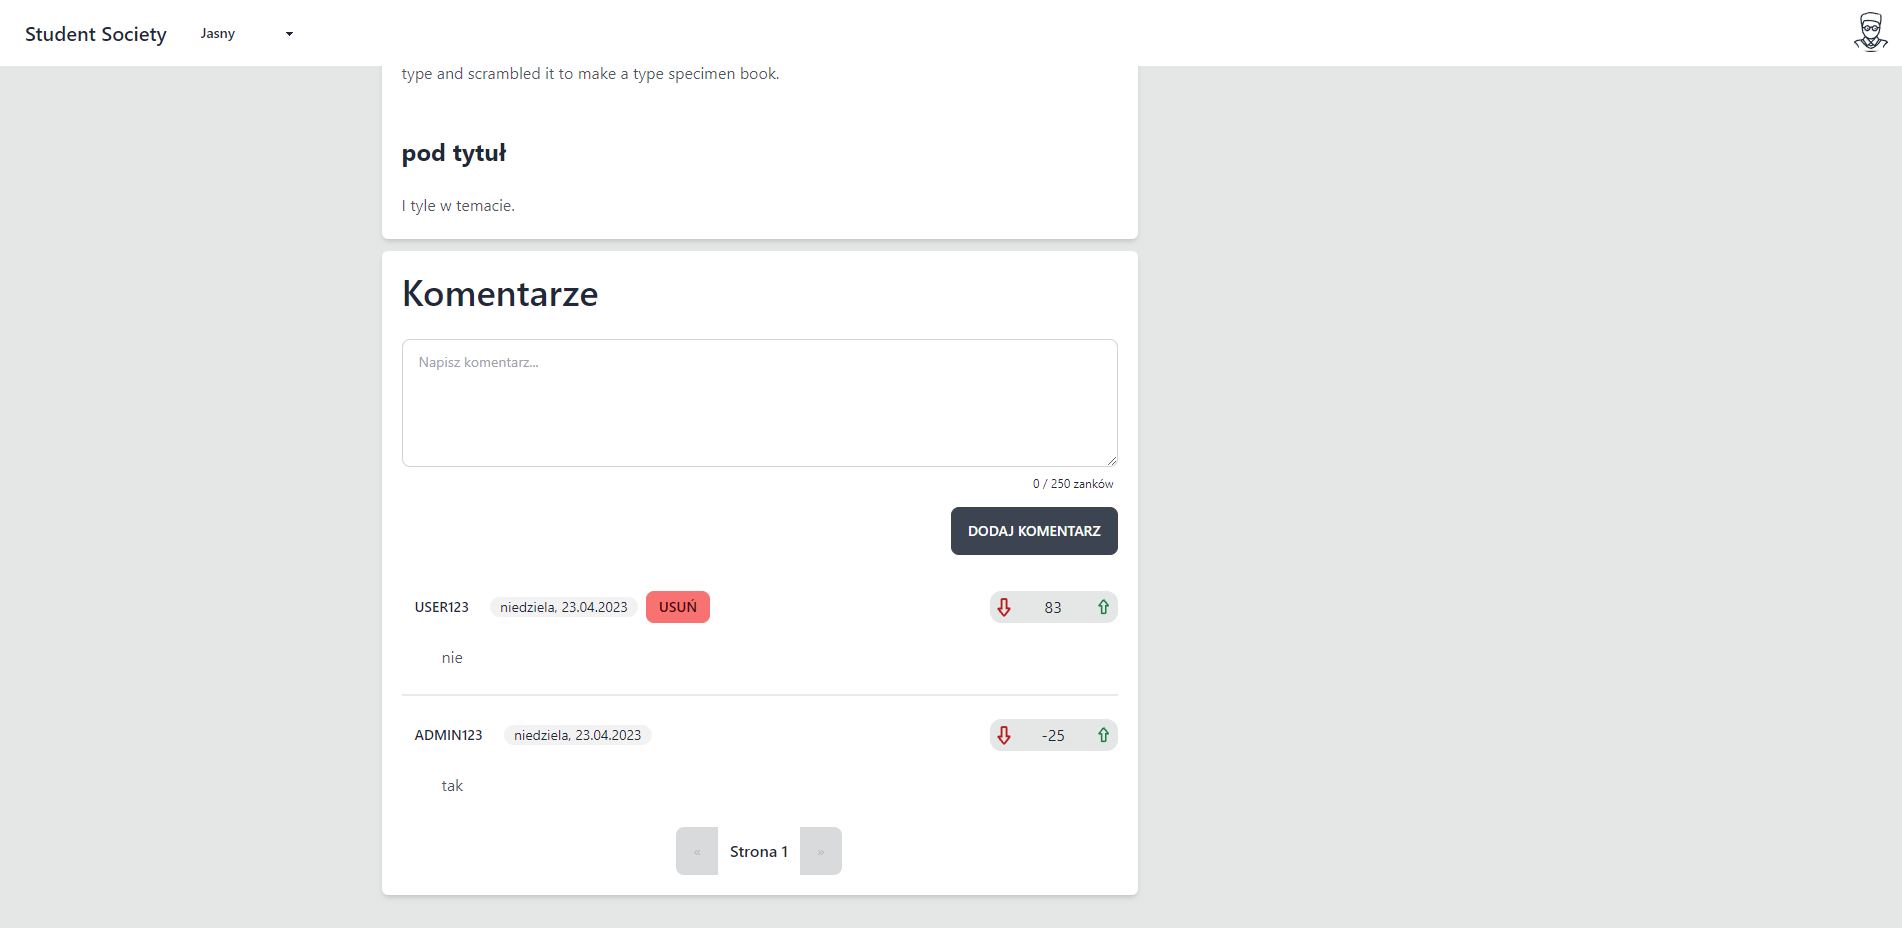 Student Society
Jasny
type and scrambled it to make a type specimen book.
pod tytuł
I tyle w temacie.
Komentarze
Napisz komentarz...
0 / 250 zanków
DODAJ KOMENTARZ
USER123 niedziela, 23.04.2023 USUŃ 83
nie
ADMIN123 niedziela, 23.04.2023 -25
tak
« Strona 1 »